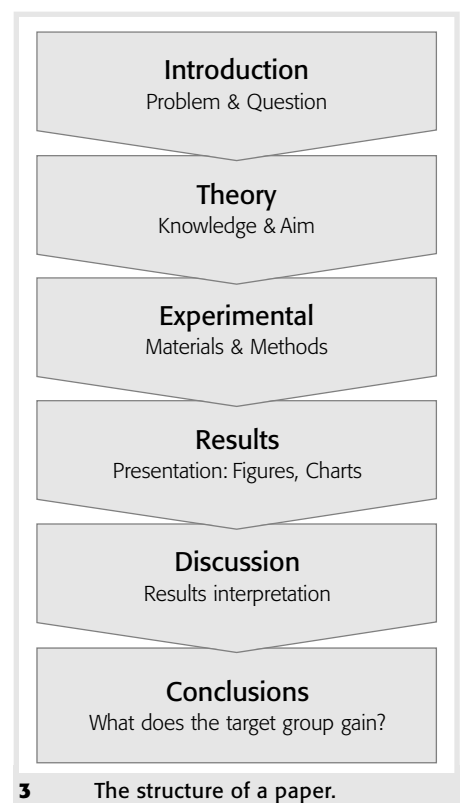 Introduction
Problem & Question
Theory
Knowledge & Aim
Experimental
Materials & Methods
Results
Presentation: Figures, Charts
Discussion
Results interpretation
Conclusions
What does the target group gain?
3 The structure of a paper.